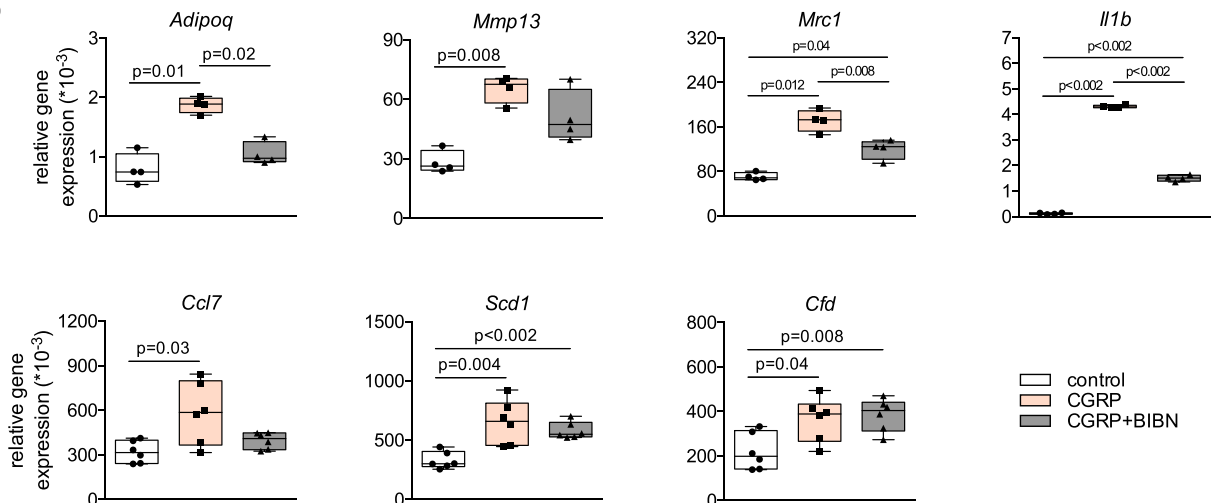 Adipoq
Mmp13
Mrc1
Il1b
relative gene
expression (*10-3)
3
2
1
0
p=0.01
p=0.02
90
60
30
0
p=0.008
320
240
160
80
0
p=0.04
p=0.008
p=0.012
7
6
5
4
3
2
1
0
p<0.002
p<0.002
p<0.002
Ccl7
Scd1
Cfd
relative gene
expression (*10-3)
1200
900
600
300
0
p=0.03
1500
1000
500
0
p<0.002
p=0.004
800
600
400
200
0
p=0.008
p=0.04
control
CGRP
CGRP+BIBN